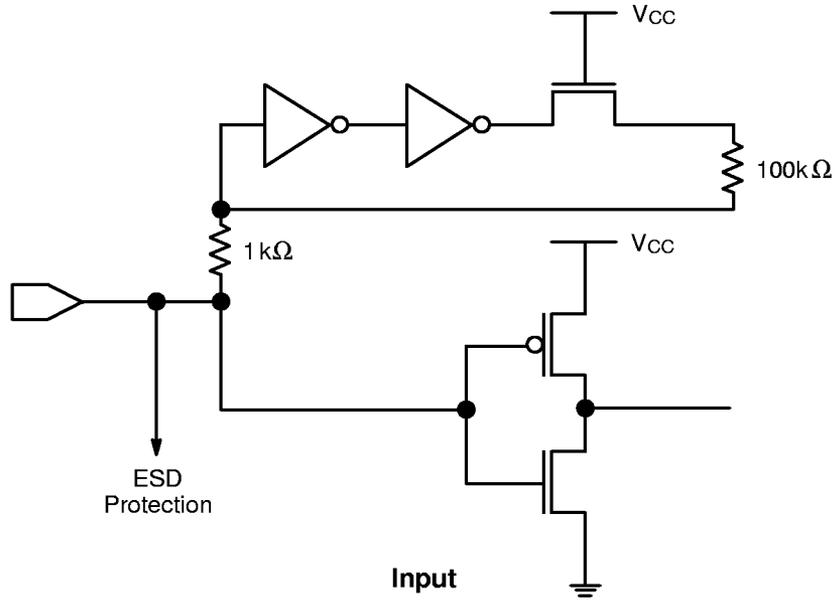 VCC
100kΩ
1kΩ
VCC
ESD
Protection
Input